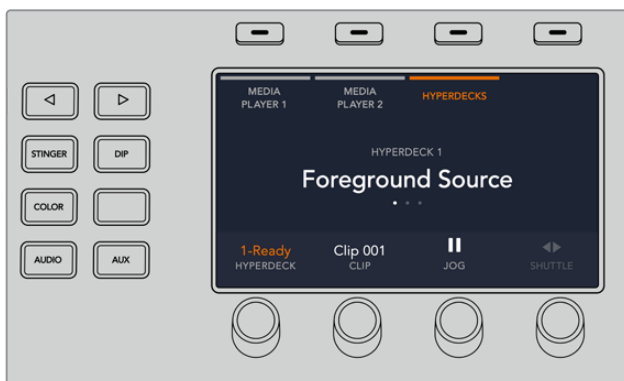 MEDIA
PLAYER 1
MEDIA
PLAYER 2
HYPERDECKS
STINGER
DIP
HYPERDECK 1
Foreground Source
COLOR
1-Ready
HYPERDECK
Clip 001
CLIP
JOG
SHUTTLE
AUDIO
AUX